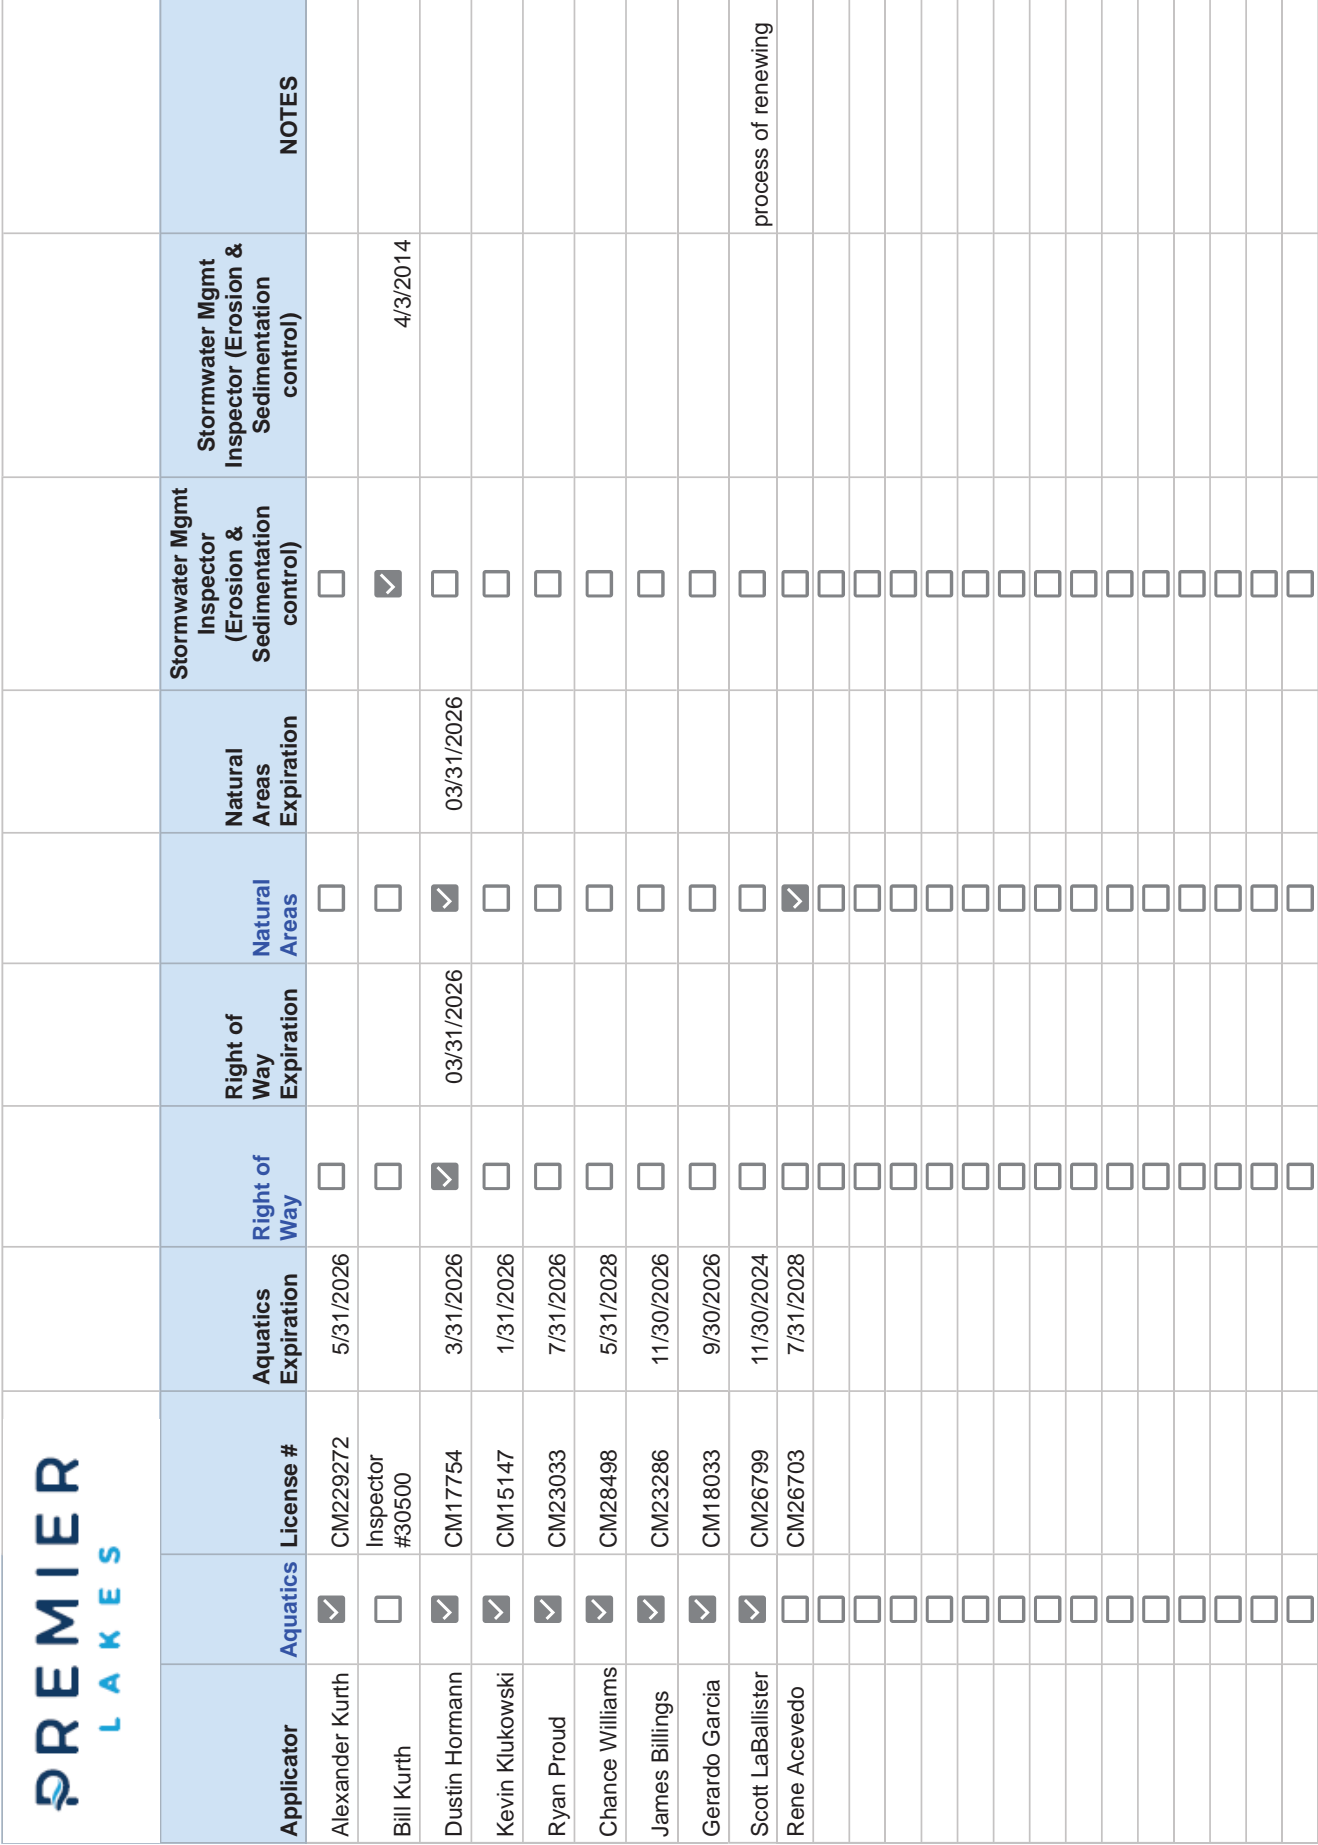 PREMIER
LAKES
Applicator
Aquatics
License #
Aquatics
Expiration
Right of
Way
Right of
Way
Expiration
Natural
Areas
Natural
Areas
Expiration
Stormwater Mgmt
Inspector
(Erosion &
Sedimentation
control)
Stormwater Mgmt
Inspector (Erosion &
Sedimentation
control)
NOTES
Alexander Kurth
CM229272
5/31/2026
Bill Kurth
Inspector
#30500
4/3/2014
Dustin Hormann
CM17754
3/31/2026
03/31/2026
03/31/2026
Kevin Klukowski
CM15147
1/31/2026
Ryan Proud
CM23033
7/31/2026
Chance Williams
CM28498
5/31/2028
James Billings
CM23286
11/30/2026
Gerardo Garcia
CM18033
9/30/2026
Scott LaBallister
CM26799
11/30/2024
process of renewing
Rene Acevedo
CM26703
7/31/2028